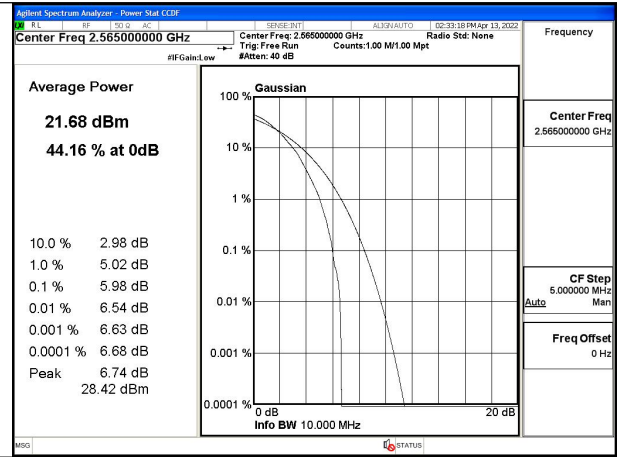 Agilent Spectrum Analyzer - Power Stat CCDF
RL RF 50 Ω AC SENSE:INT ALIGN AUTO 02:33:18 PM Apr 13, 2022
Center Freq 2.565000000 GHz
Center Freq: 2.565000000 GHz Radio Std: None
Trig: Free Run Counts:1.00 M/1.00 Mpt
#IFGain:Low #Atten: 40 dB
Frequency
Average Power
21.68 dBm
44.16 % at 0dB
10.0 % 2.98 dB
1.0 % 5.02 dB
0.1 % 5.98 dB
0.01 % 6.54 dB
0.001 % 6.63 dB
0.0001 % 6.68 dB
Peak 6.74 dB
28.42 dBm
Gaussian
100 %
10 %
1 %
0.1 %
0.01 %
0.001 %
0.0001 %
0 dB 20 dB
Info BW 10.000 MHz
Center Freq
2.565000000 GHz
CF Step
5.000000 MHz
Auto Man
Freq Offset
0 Hz
MSG STATUS